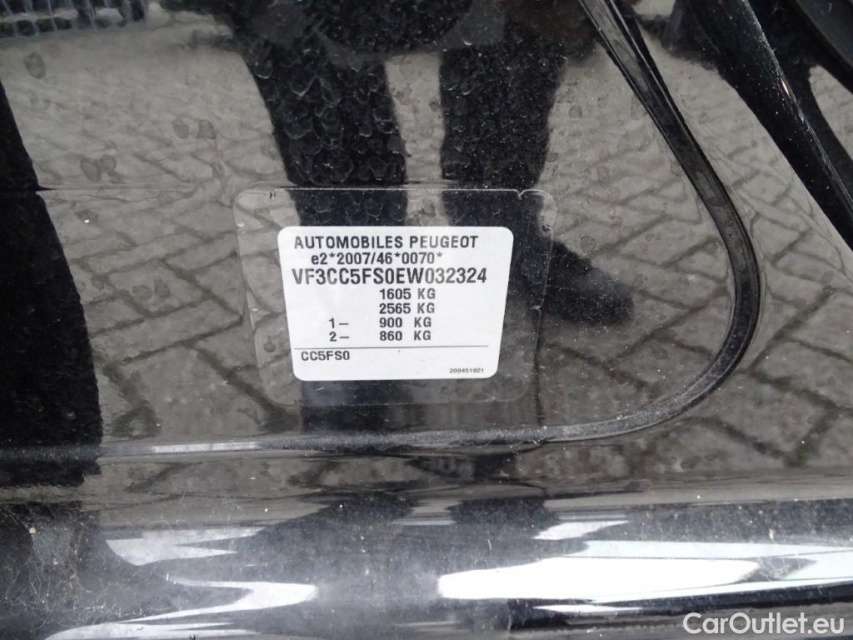 AUTOMOBILES PEUGEOT
e2*2007/46*0070*
VF3CC5FS0EW032324
1605 KG
2565 KG
1- 900 KG
2- 860 KG
CC5FS0
200451921
CarOutlet.eu